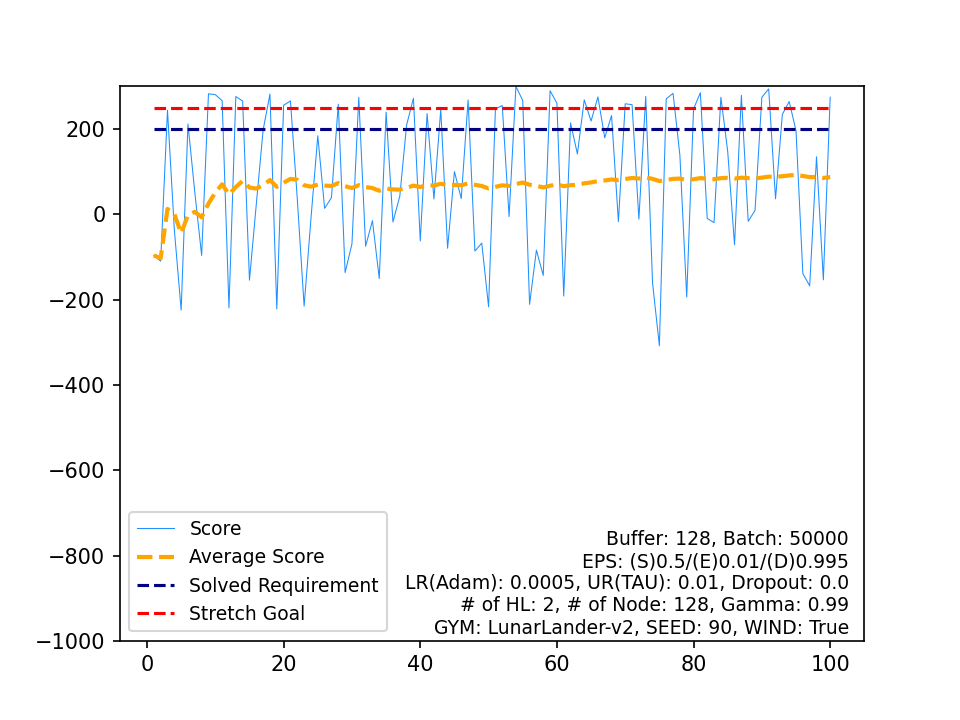 200
0
−200
−400
−600
−800
−1000
0
20
40
60
80
100
Score
Average Score
Solved Requirement
Stretch Goal
Buffer: 128, Batch: 50000
EPS: (S)0.5/(E)0.01/(D)0.995
LR(Adam): 0.0005, UR(TAU): 0.01, Dropout: 0.0
# of HL: 2, # of Node: 128, Gamma: 0.99
GYM: LunarLander-v2, SEED: 90, WIND: True